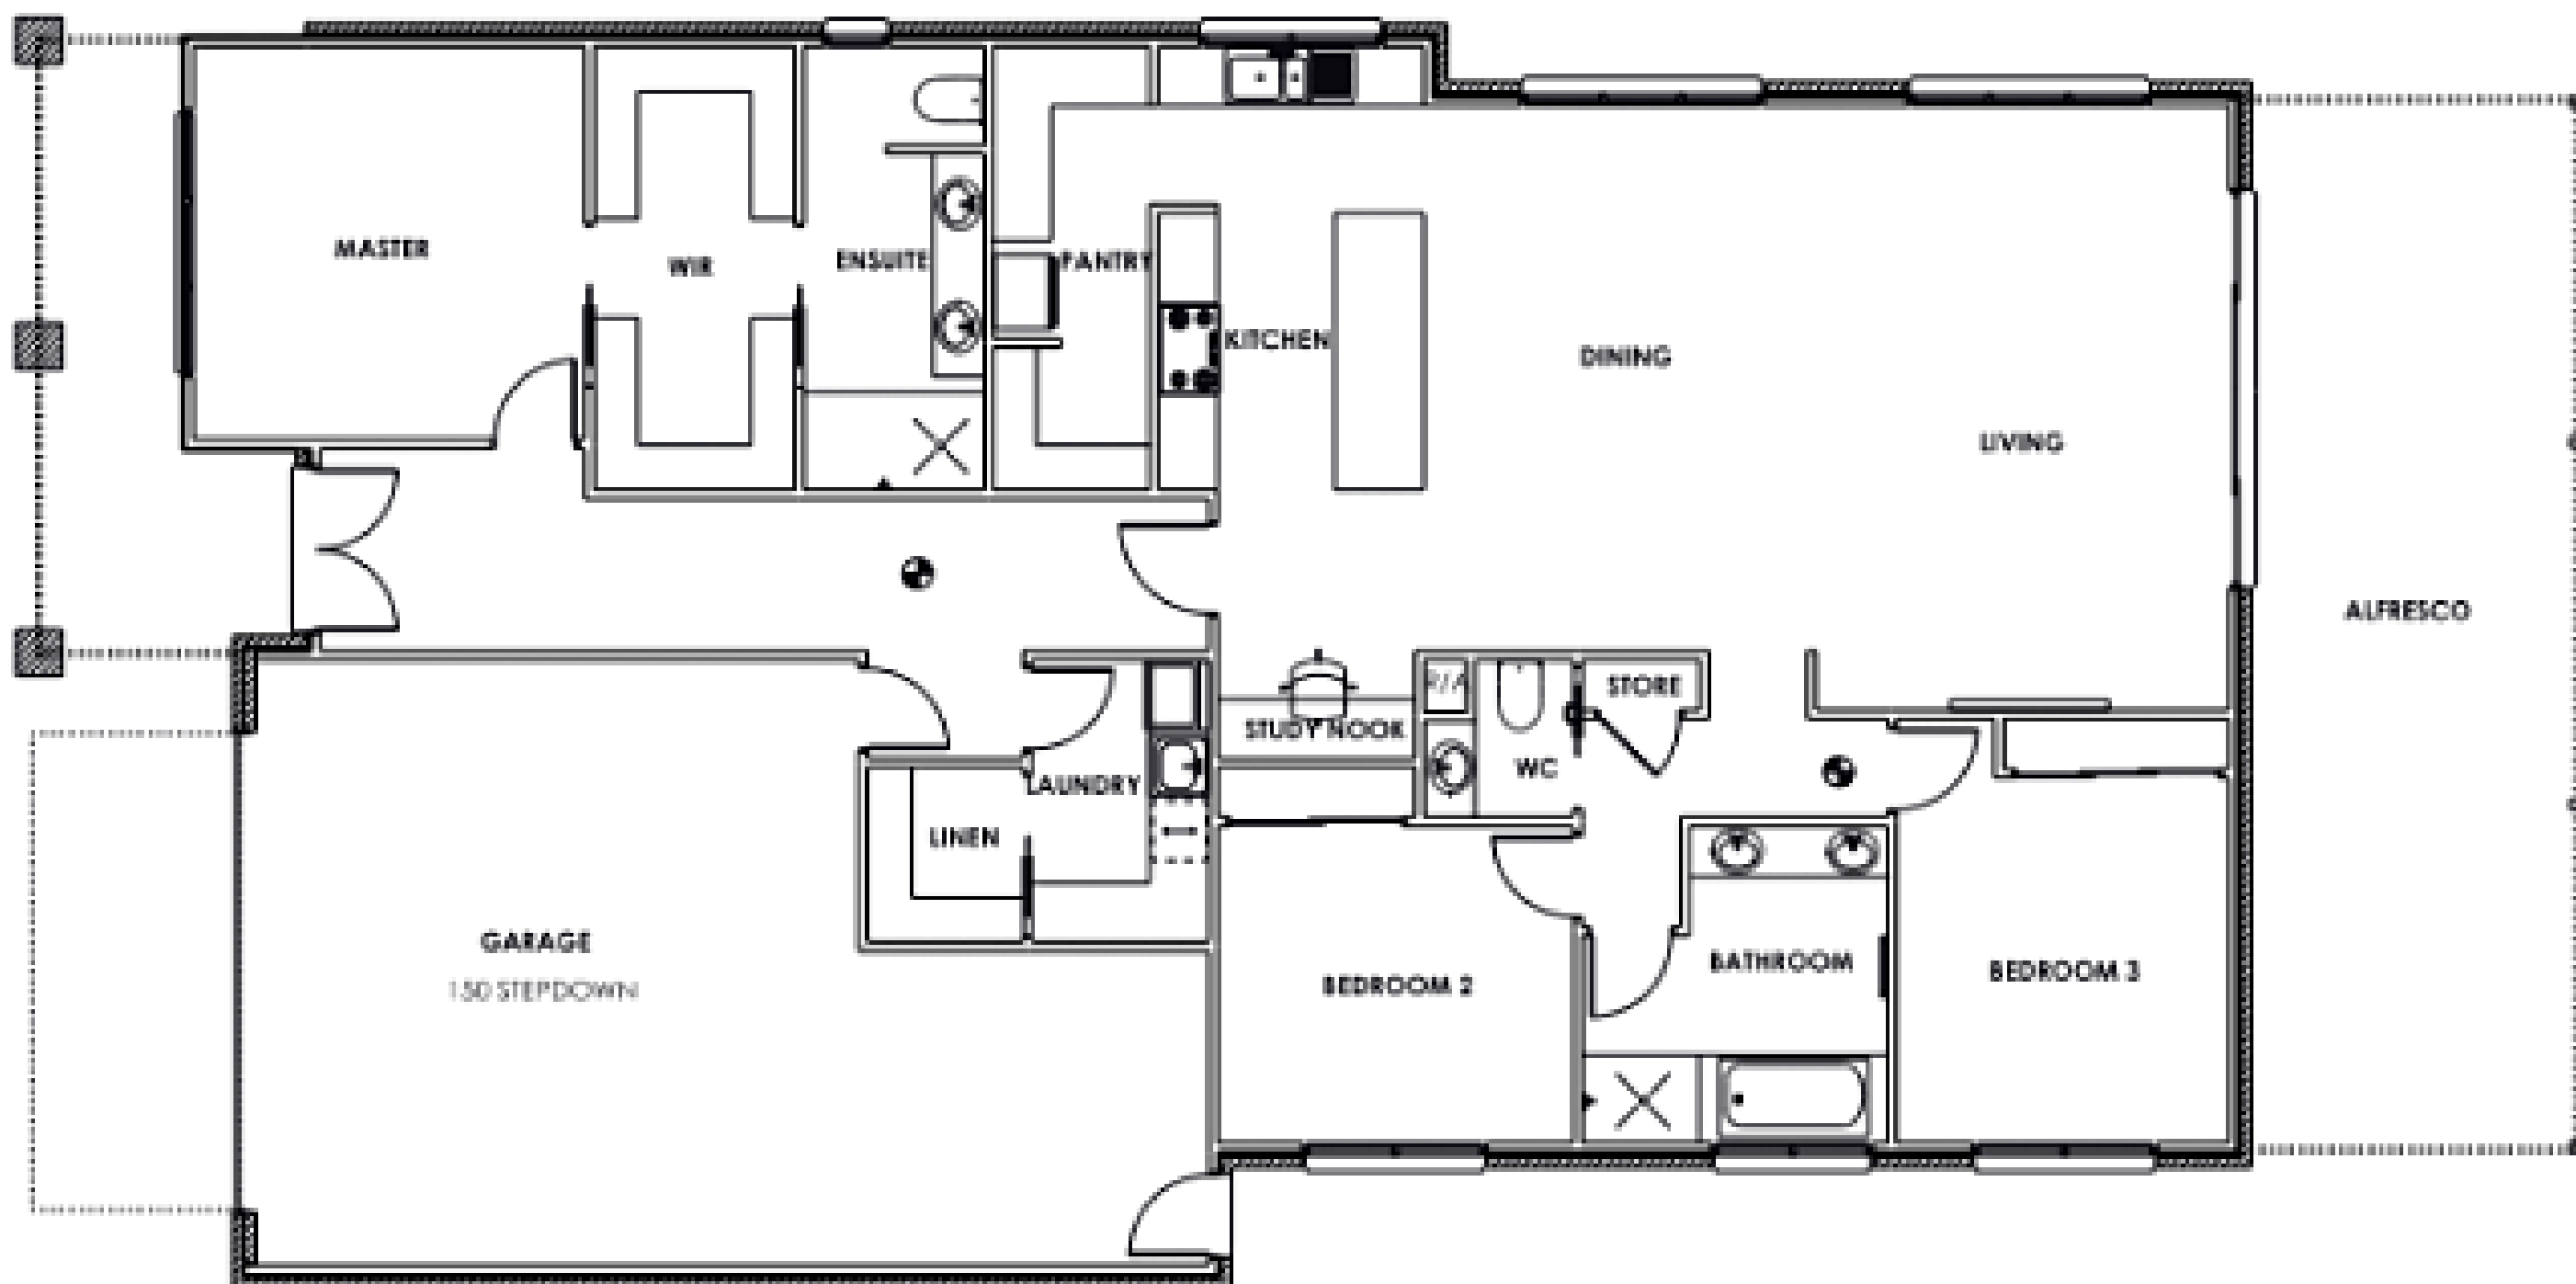 MASTER
WIR
ENSUITE
PANTRY
KITCHEN
DINING
LIVING
ALFRESCO
STUDY NOOK
R/A
STORE
WC
LAUNDRY
LINEN
GARAGE
150 STEPDOWN
BEDROOM 2
BATHROOM
BEDROOM 3